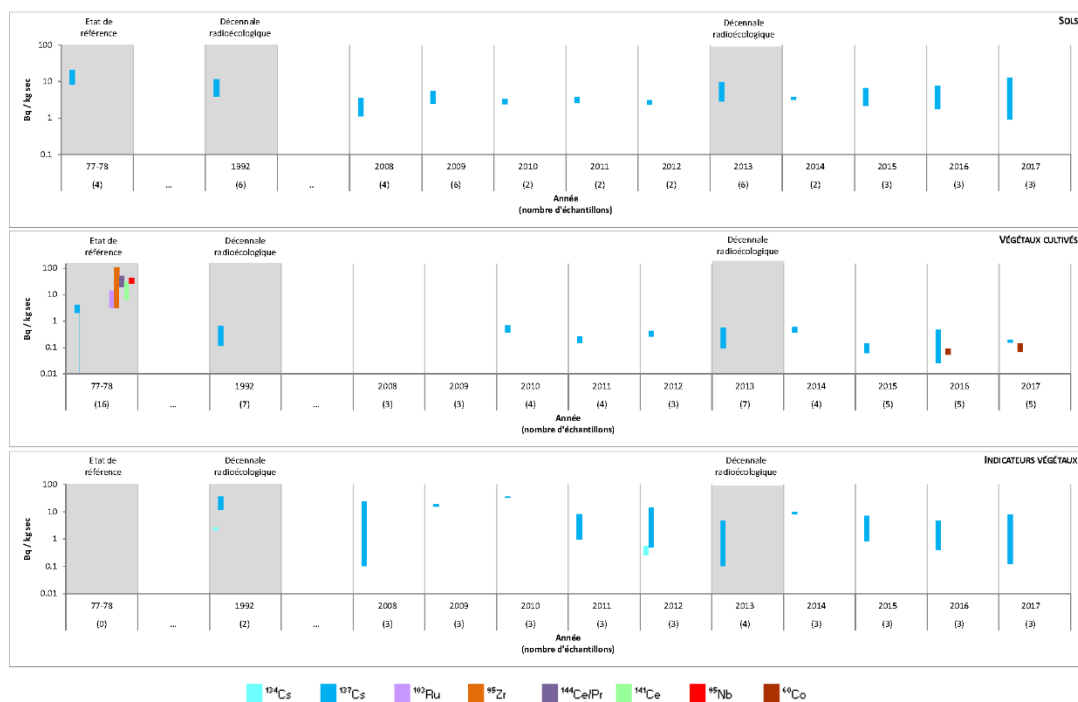 SOLS
Etat de
référence
Décennale
radioécologique
Décennale
radioécologique
Bq / kg sec
100
10
1
0.1
77-78 1992 2008 2009 2010 2011 2012 2013 2014 2015 2016 2017
(4) ... (6) ... (4) (6) (2) (2) (2) (6) (2) (3) (3) (3)
Année
(nombre d'échantillons)
VÉGÉTAUX CULTIVÉS
Etat de
référence
Décennale
radioécologique
Décennale
radioécologique
Bq / kg sec
100
10
1
0.1
0.01
77-78 1992 2008 2009 2010 2011 2012 2013 2014 2015 2016 2017
(16) ... (7) ... (3) (3) (4) (4) (3) (7) (4) (5) (5) (5)
Année
(nombre d'échantillons)
INDICATEURS VÉGÉTAUX
Etat de
référence
Décennale
radioécologique
Décennale
radioécologique
Bq / kg sec
100
10
1
0.1
0.01
77-78 1992 2008 2009 2010 2011 2012 2013 2014 2015 2016 2017
(0) ... (2) ... (3) (3) (3) (3) (3) (4) (3) (3) (3) (3)
Année
(nombre d'échantillons)
¹³⁴Cs ¹³⁷Cs ¹⁰³Ru ⁹⁵Zr ¹⁴⁴Ce/Pr ¹⁴¹Ce ⁹⁵Nb ⁶⁰Co